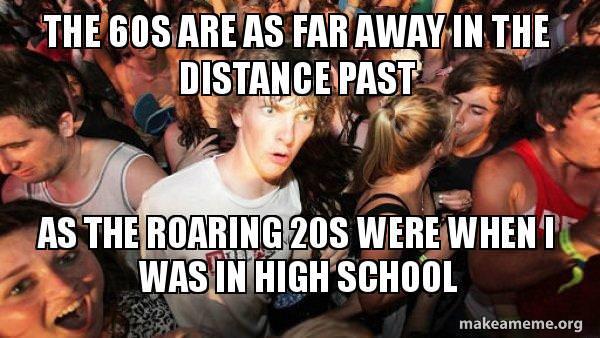 THE 60S ARE AS FAR AWAY IN THE
DISTANCE PAST
AS THE ROARING 20S WERE WHEN I
WAS IN HIGH SCHOOL
makeameme.org